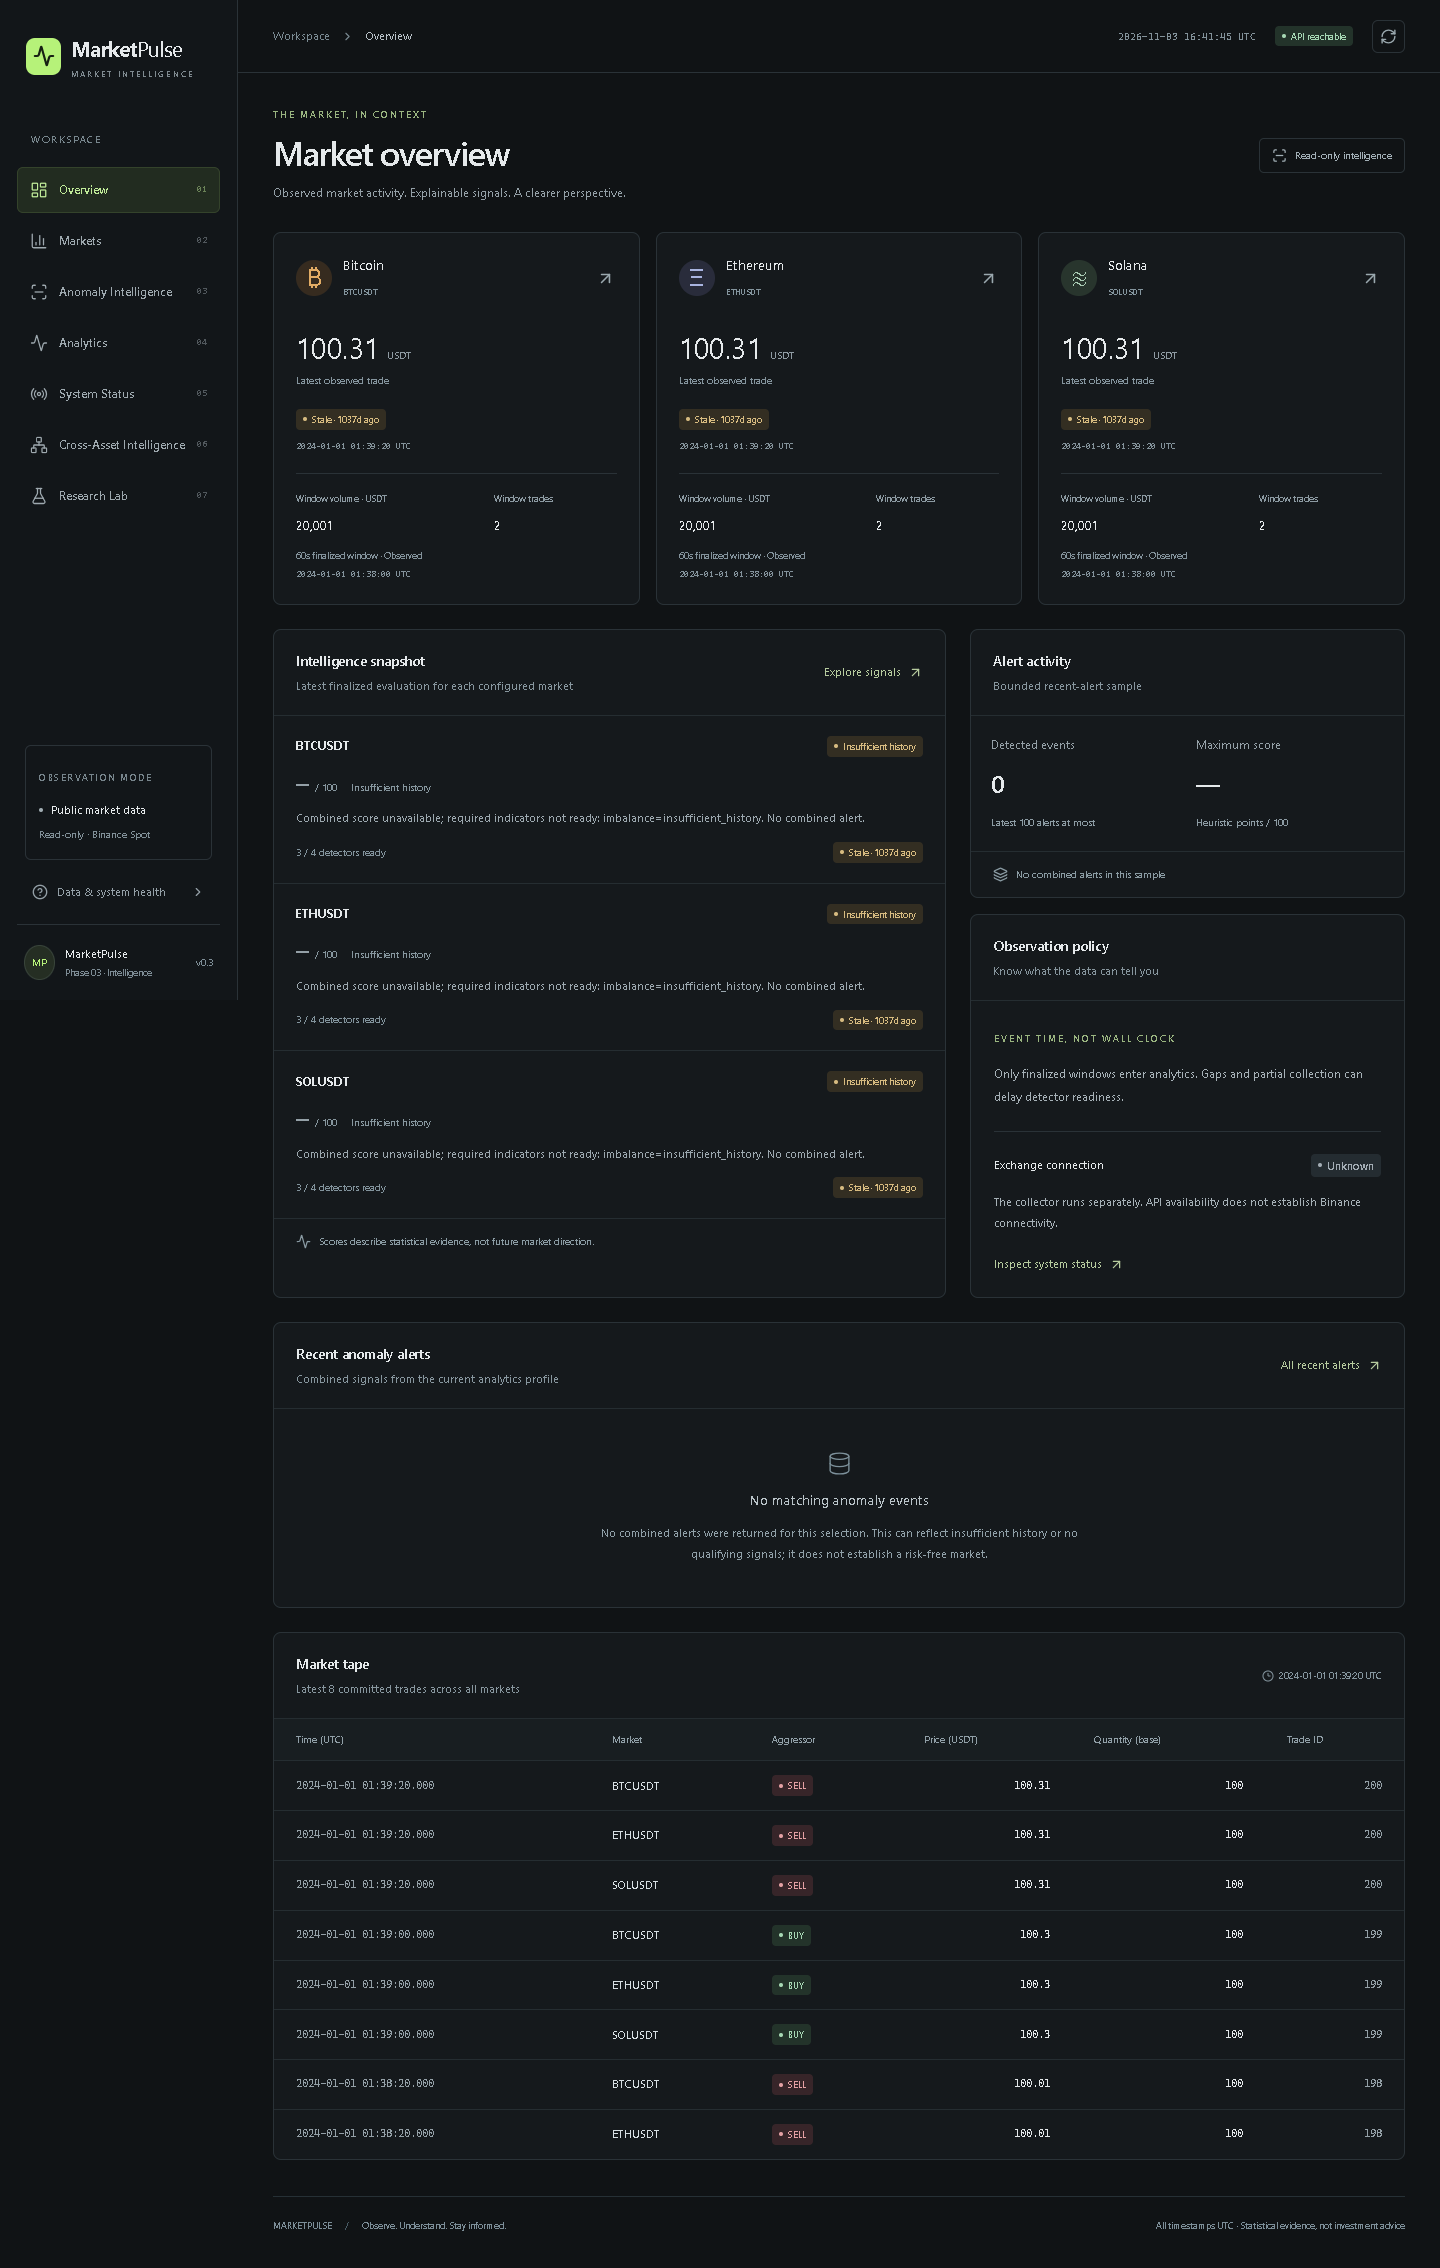 MarketPulse
MARKET INTELLIGENCE
WORKSPACE
Overview 01
Markets 02
Anomaly Intelligence 03
Analytics 04
System Status 05
Cross-Asset Intelligence 06
Research Lab 07
OBSERVATION MODE
Public market data
Read-only · Binance Spot
Data & system health
MP
MarketPulse
Phase 03 · Intelligence
v0.3
Workspace > Overview
2026-11-03 16:41:45 UTC
API reachable
THE MARKET, IN CONTEXT
Market overview
Observed market activity. Explainable signals. A clearer perspective.
Read-only intelligence
Bitcoin
BTCUSDT
100.31 USDT
Latest observed trade
Stale · 1037d ago
2024-01-01 01:39:20 UTC
Window volume · USDT Window trades
20,001 2
60s finalized window · Observed
2024-01-01 01:38:00 UTC
Ethereum
ETHUSDT
100.31 USDT
Latest observed trade
Stale · 1037d ago
2024-01-01 01:39:20 UTC
Window volume · USDT Window trades
20,001 2
60s finalized window · Observed
2024-01-01 01:38:00 UTC
Solana
SOLUSDT
100.31 USDT
Latest observed trade
Stale · 1037d ago
2024-01-01 01:39:20 UTC
Window volume · USDT Window trades
20,001 2
60s finalized window · Observed
2024-01-01 01:38:00 UTC
Intelligence snapshot
Latest finalized evaluation for each configured market
Explore signals
BTCUSDT Insufficient history
— / 100 Insufficient history
Combined score unavailable; required indicators not ready: imbalance=insufficient_history. No combined alert.
3 / 4 detectors ready Stale · 1037d ago
ETHUSDT Insufficient history
— / 100 Insufficient history
Combined score unavailable; required indicators not ready: imbalance=insufficient_history. No combined alert.
3 / 4 detectors ready Stale · 1037d ago
SOLUSDT Insufficient history
— / 100 Insufficient history
Combined score unavailable; required indicators not ready: imbalance=insufficient_history. No combined alert.
3 / 4 detectors ready Stale · 1037d ago
Scores describe statistical evidence, not future market direction.
Alert activity
Bounded recent-alert sample
Detected events Maximum score
0 —
Latest 100 alerts at most Heuristic points / 100
No combined alerts in this sample
Observation policy
Know what the data can tell you
EVENT TIME, NOT WALL CLOCK
Only finalized windows enter analytics. Gaps and partial collection can
delay detector readiness.
Exchange connection Unknown
The collector runs separately. API availability does not establish Binance
connectivity.
Inspect system status
Recent anomaly alerts
Combined signals from the current analytics profile
All recent alerts
No matching anomaly events
No combined alerts were returned for this selection. This can reflect insufficient history or no
qualifying signals; it does not establish a risk-free market.
Market tape
Latest 8 committed trades across all markets
2024-01-01 01:39:20 UTC
Time (UTC) Market Aggressor Price (USDT) Quantity (base) Trade ID
2024-01-01 01:39:20.000 BTCUSDT SELL 100.31 100 200
2024-01-01 01:39:20.000 ETHUSDT SELL 100.31 100 200
2024-01-01 01:39:20.000 SOLUSDT SELL 100.31 100 200
2024-01-01 01:39:00.000 BTCUSDT BUY 100.3 100 199
2024-01-01 01:39:00.000 ETHUSDT BUY 100.3 100 199
2024-01-01 01:39:00.000 SOLUSDT BUY 100.3 100 199
2024-01-01 01:38:20.000 BTCUSDT SELL 100.01 100 198
2024-01-01 01:38:20.000 ETHUSDT SELL 100.01 100 198
MARKETPULSE / Observe. Understand. Stay informed.
All timestamps UTC · Statistical evidence, not investment advice